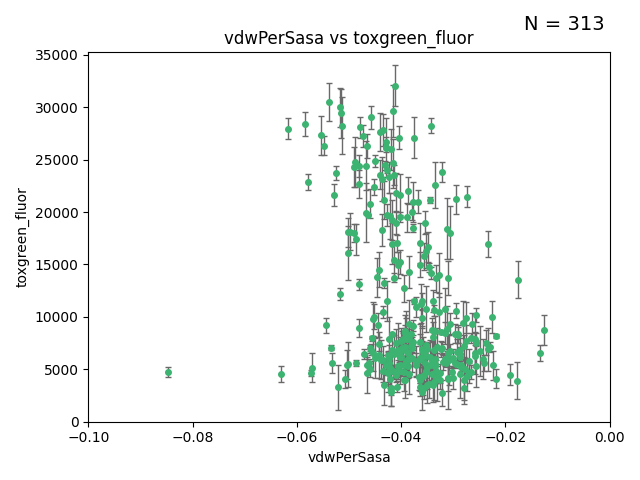 N = 313
vdwPerSasa vs toxgreen_fluor
35000
30000
25000
20000
15000
10000
5000
0
toxgreen_fluor
−0.10 −0.08 −0.06 −0.04 −0.02 0.00
vdwPerSasa